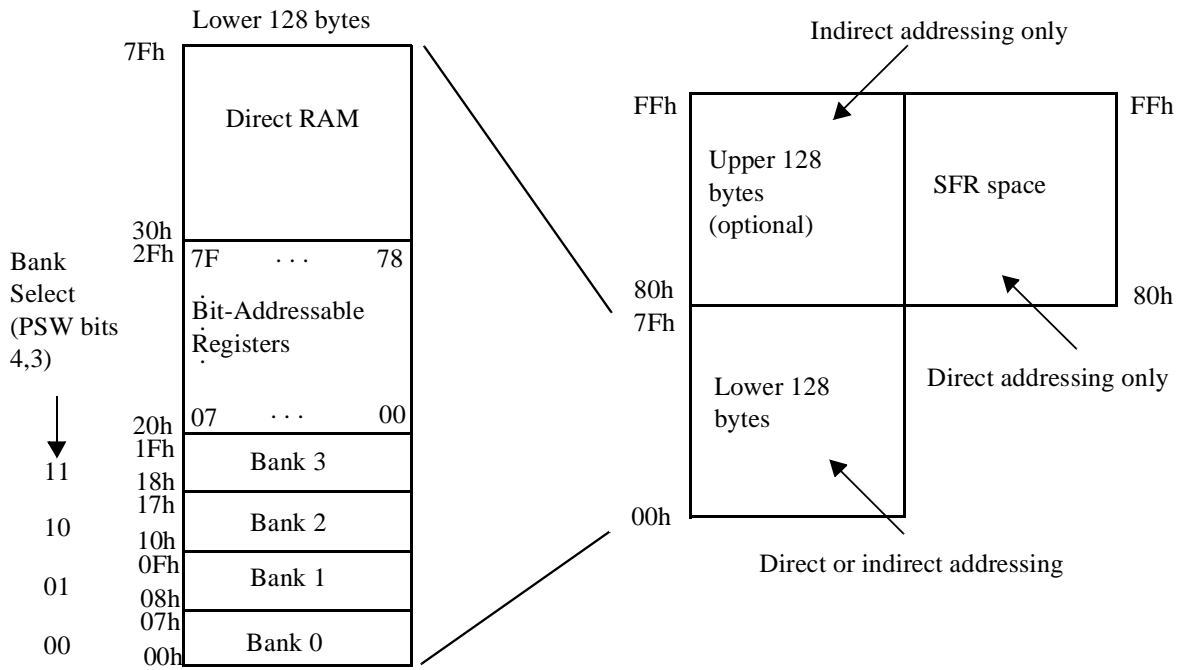 Lower 128 bytes
7Fh
Direct RAM
30h
2Fh
7F . . . 78
Bit-Addressable
Registers
07 . . . 00
20h
1Fh
Bank 3
18h
17h
Bank 2
10h
0Fh
Bank 1
08h
07h
Bank 0
00h
Bank
Select
(PSW bits
4,3)
11
10
01
00
Indirect addressing only
FFh
FFh
Upper 128
bytes
(optional)
SFR space
80h
80h
7Fh
Direct addressing only
Lower 128
bytes
00h
Direct or indirect addressing